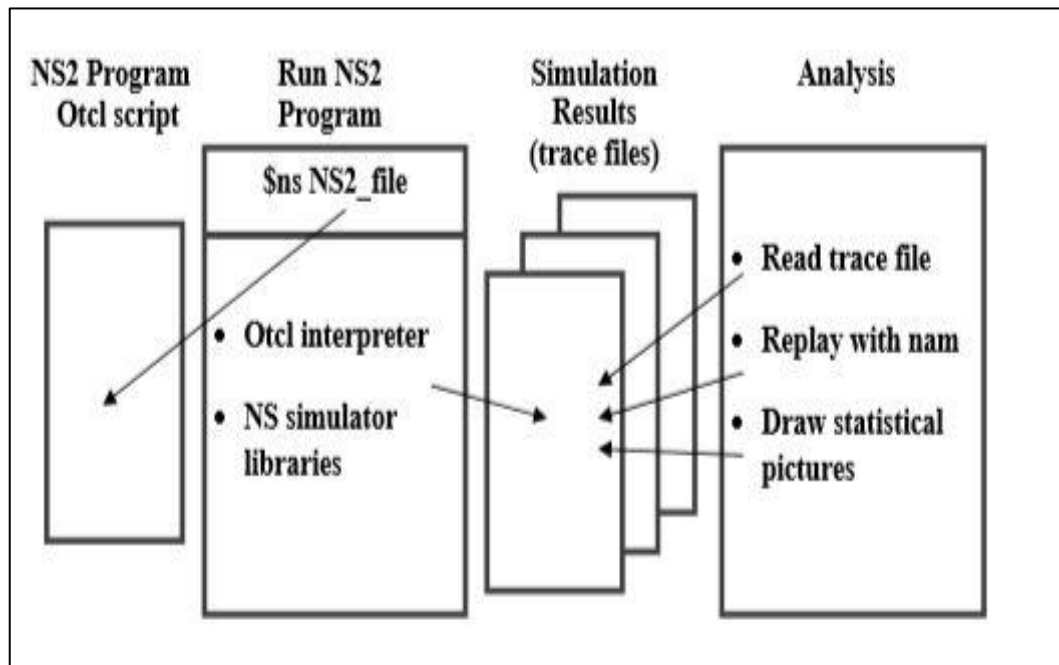 NS2 Program
Otcl script
Run NS2
Program
$ns NS2_file
• Otcl interpreter
• NS simulator
libraries
Simulation
Results
(trace files)
Analysis
• Read trace file
• Replay with nam
• Draw statistical
pictures